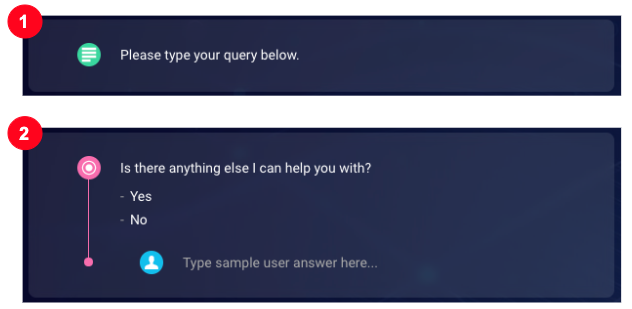 1
Please type your query below.
2
Is there anything else I can help you with?
- Yes
- No
Type sample user answer here...